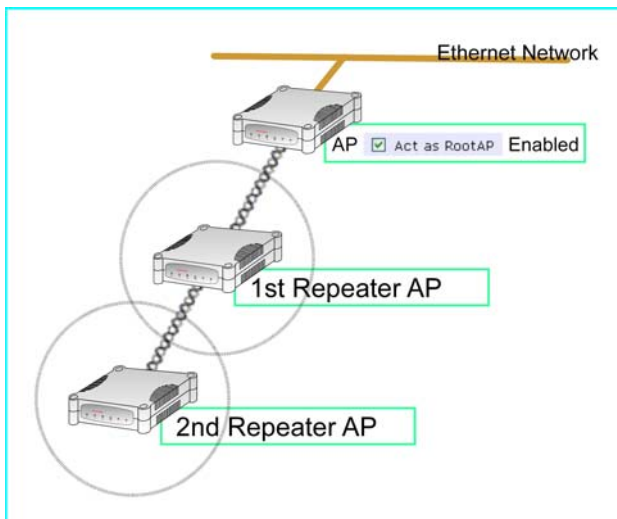 Ethernet Network
AP Act as RootAP Enabled
1st Repeater AP
2nd Repeater AP